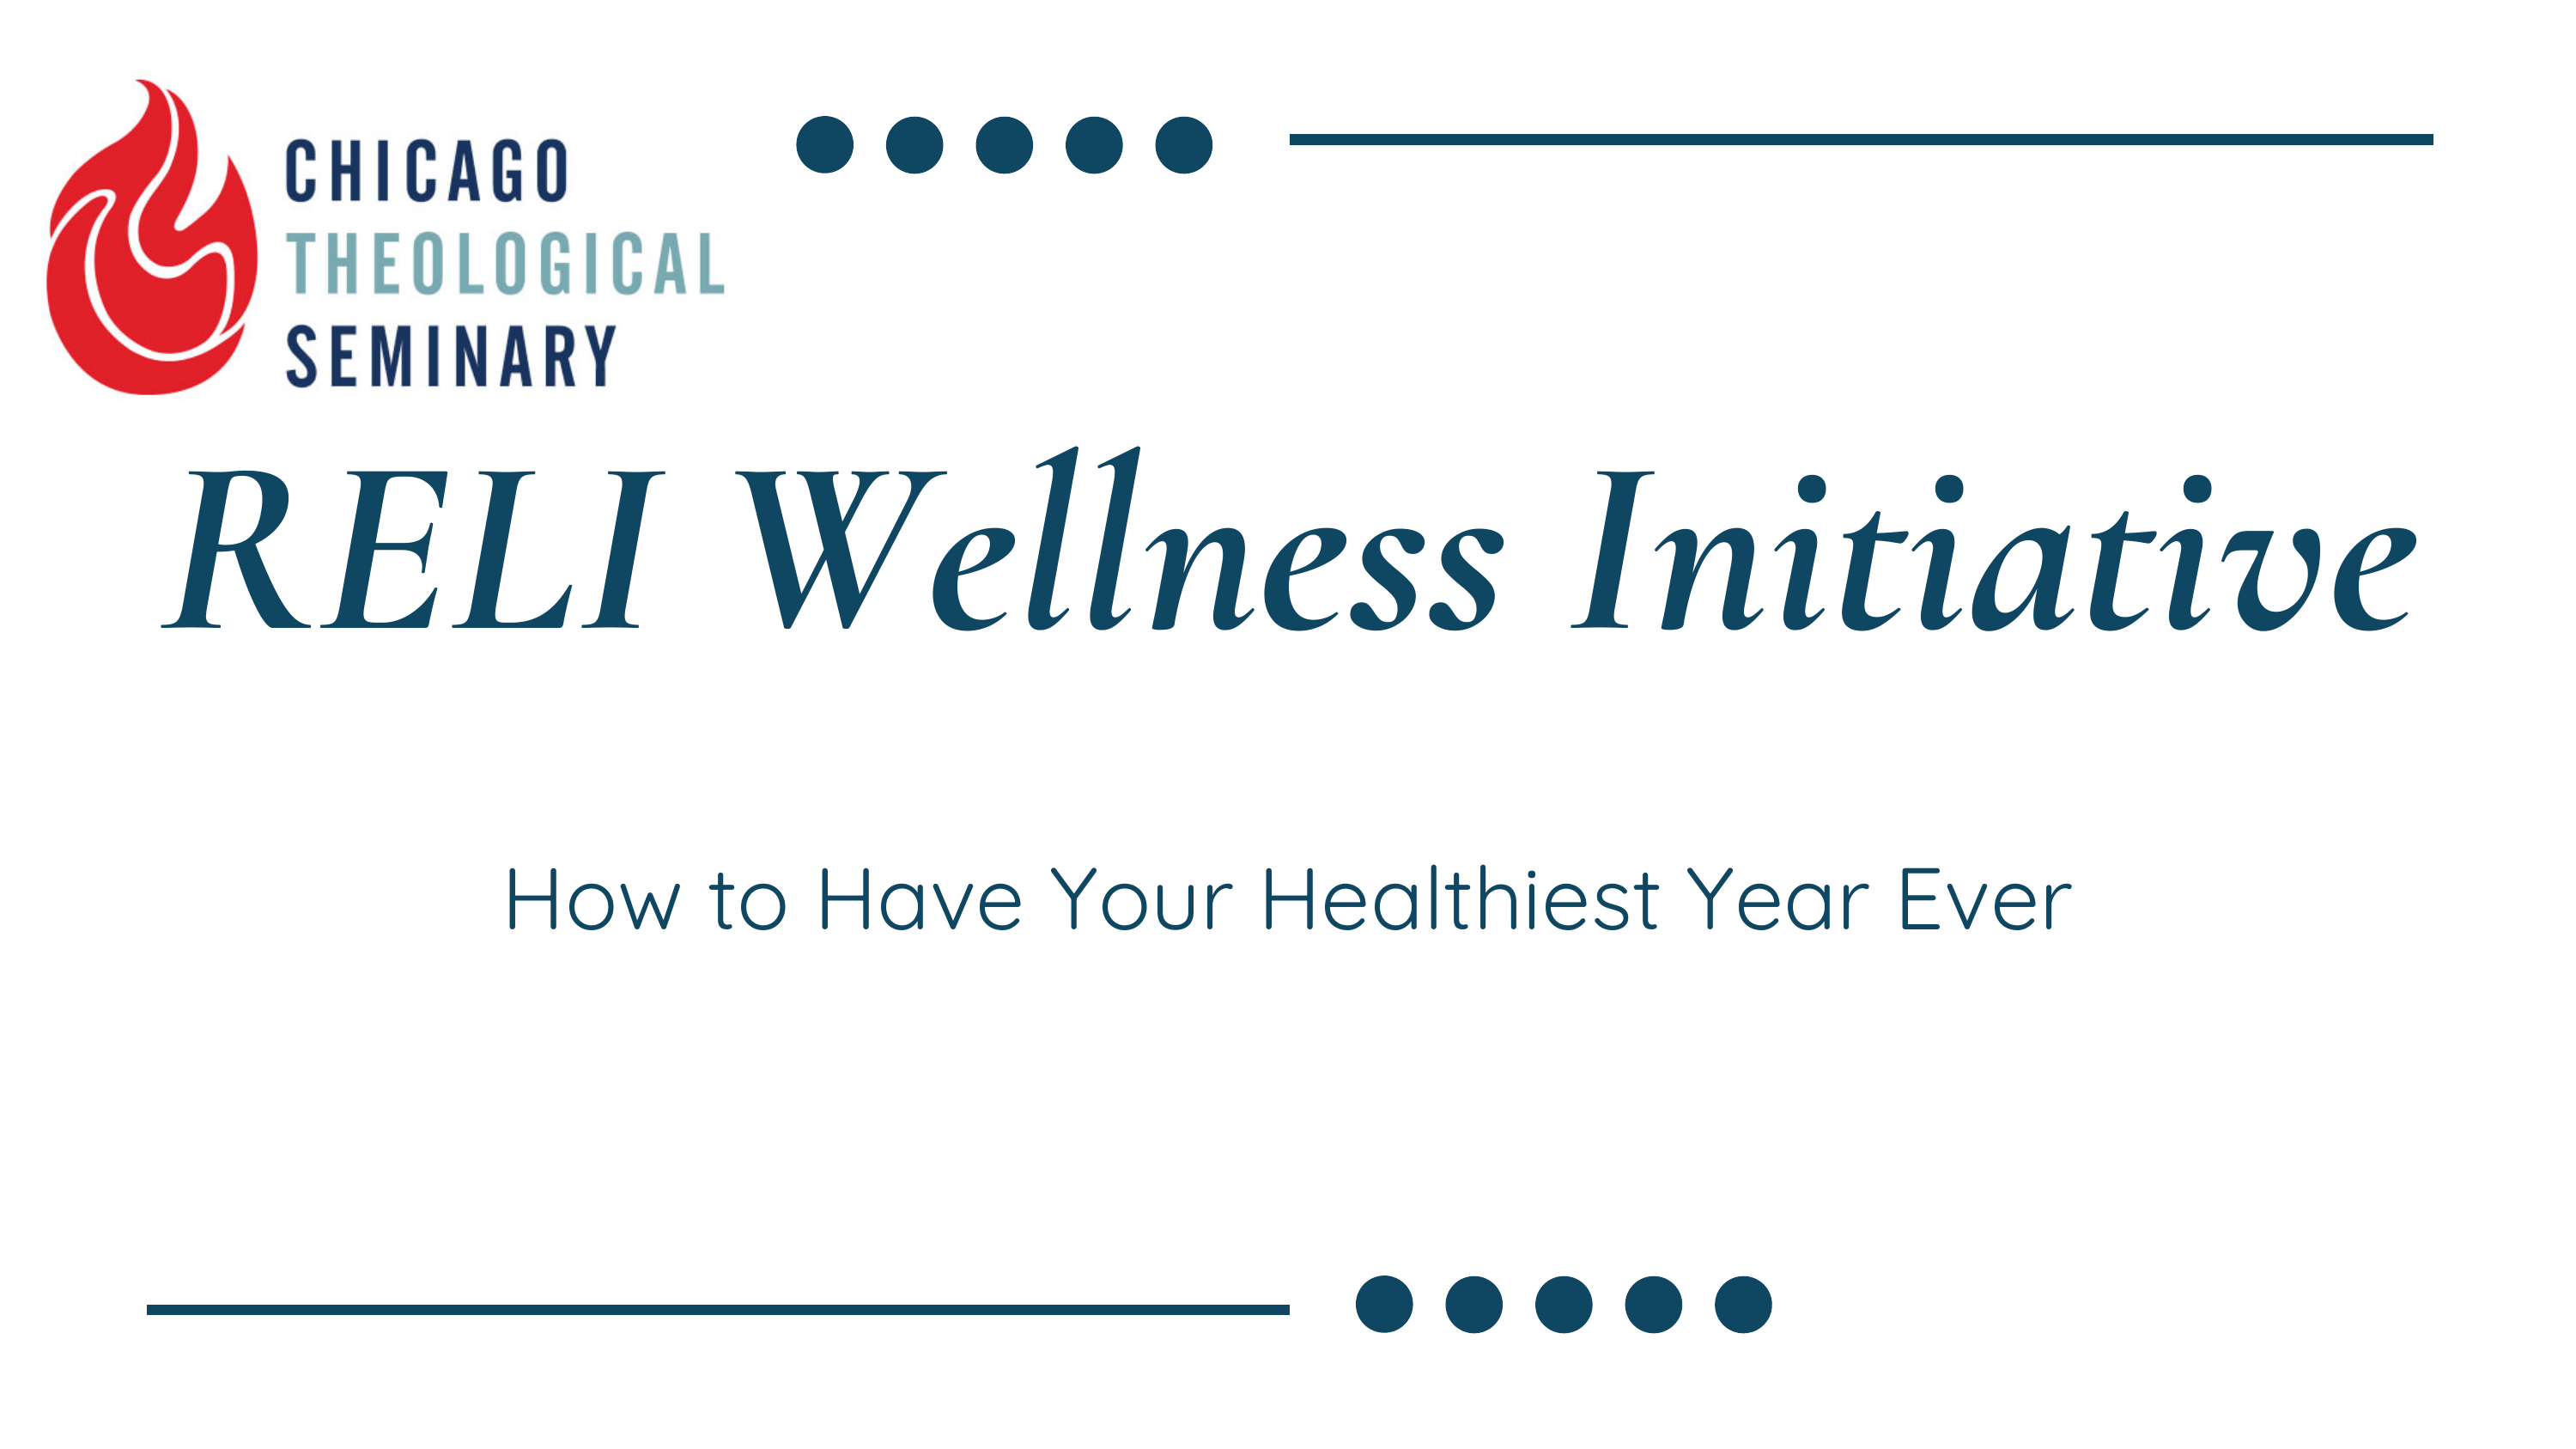 CHICAGO
THEOLOGICAL
SEMINARY
RELI Wellness Initiative
How to Have Your Healthiest Year Ever